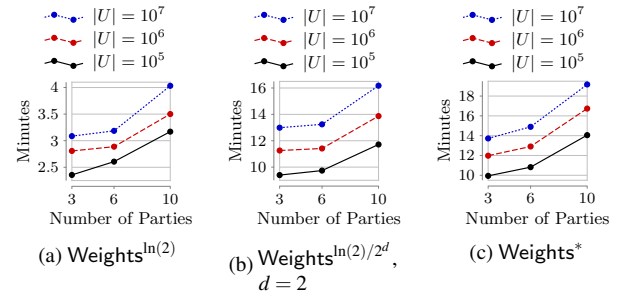 |U| = 10^7
|U| = 10^6
|U| = 10^5
4
3.5
3
2.5
Minutes
3 6 10
Number of Parties
(a) Weights^ln(2)
|U| = 10^7
|U| = 10^6
|U| = 10^5
16
14
12
10
Minutes
3 6 10
Number of Parties
(b) Weights^ln(2)/2^d,
d = 2
|U| = 10^7
|U| = 10^6
|U| = 10^5
18
16
14
12
10
Minutes
3 6 10
Number of Parties
(c) Weights*